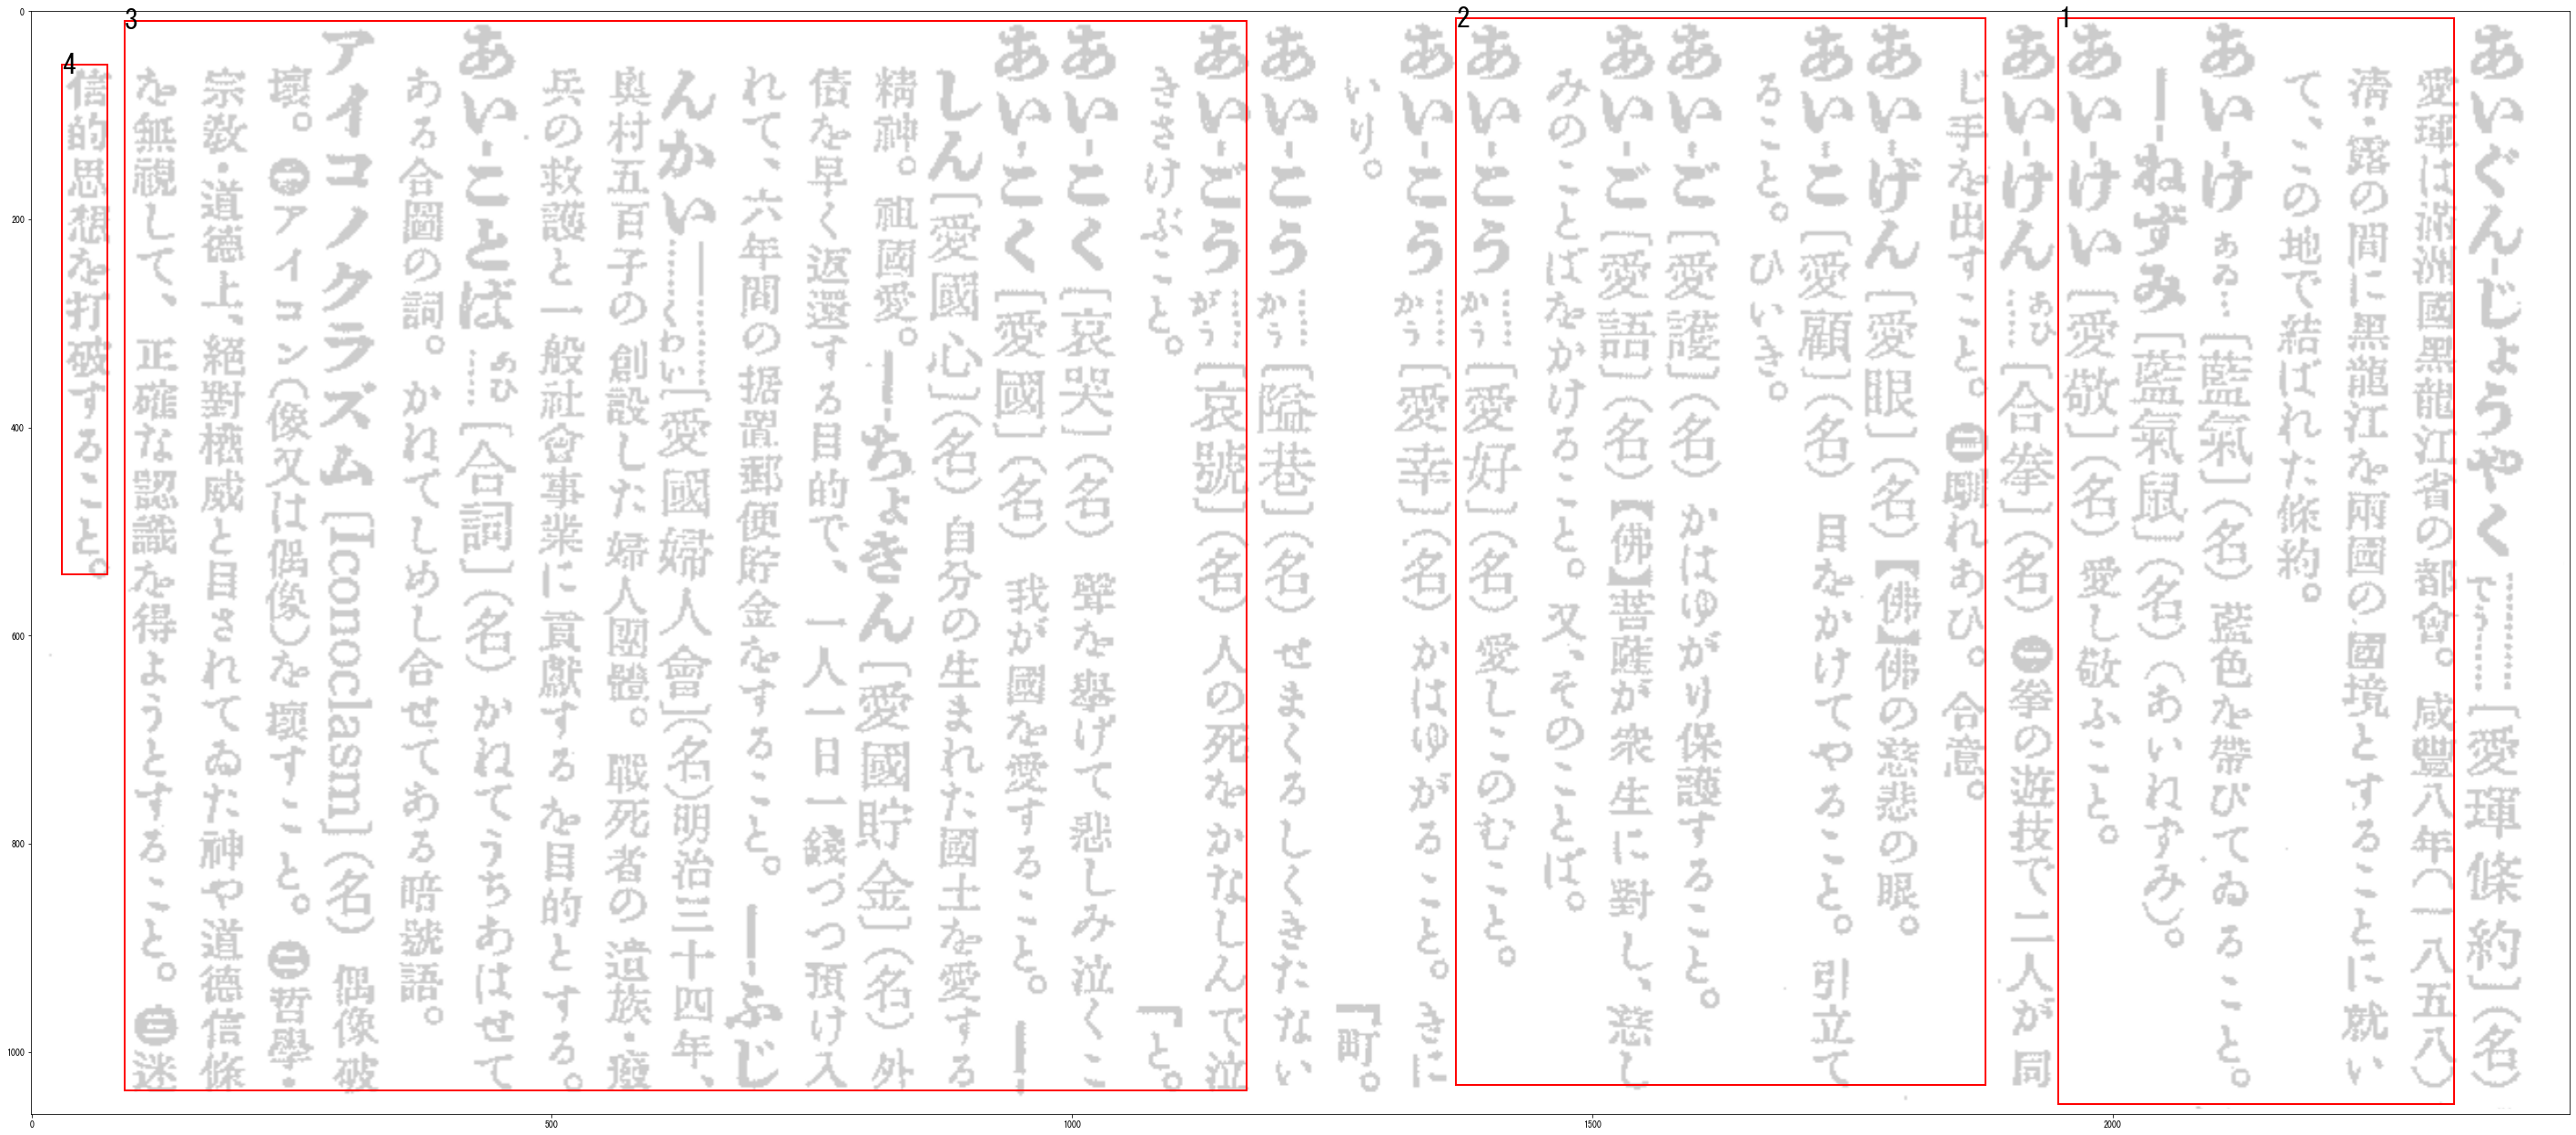 あいぐん-じょうやく でう……[愛琿條約](名)
愛琿は滿洲國黑龍江省の都會。咸豐八年(一八五八)
淸・露の間に黑龍江を兩國の國境とすることに就い
て、この地で結ばれた條約。
あい-け あゐ…[藍氣](名) 藍色を帶びてゐること。
—-ねずみ[藍氣鼠](名)(あいねずみ)。
あい-けい[愛敬](名) 愛し敬ふこと。
あい-けん あひ……[合拳](名) ㊀拳の遊技で二人が同
じ手を出すこと。㊁馴れあひ。合意。
あい-げん[愛眼](名)【佛】佛の慈悲の眼。
あい-こ[愛顧](名) 目をかけてやること。引立て
ること。ひいき。
あい-ご[愛護](名) かはゆがり保護すること。
あい-ご[愛語](名)【佛】菩薩が衆生に對し、慈し
みのことばをかけること。又、そのことば。
あい-こう ……かう[愛好](名) 愛しこのむこと。
あい-こう ……かう[愛幸](名) かはゆがること。きに
いり。 「町。
あい-こう ……かう[隘巷](名) せまくろしくきたない
あい-ごう ……がう[哀號](名) 人の死をかなしんで泣
きさけぶこと。 「と。
あい-こく[哀哭](名) 聲を擧げて悲しみ泣くこ
あい-こく[愛國](名) 我が國を愛すること。—-
しん[愛國心](名) 自分の生まれた國土を愛する
精神。祖國愛。—-ちょきん[愛國貯金](名) 外
債を早く返還する目的で、一人一日一錢づつ預け入
れて、六年間の据置郵便貯金をすること。—-ふじ
んかい ——……くわい[愛國婦人會](名)明治三十四年、
奧村五百子の創設した婦人團體。戰死者の遺族・癈
兵の救護と一般社會事業に貢獻するを目的とする。
あい-ことば あひ……[合詞](名) かねてうちあはせて
ある合圖の詞。かねてしめし合せてある暗號語。
アイコノクラズム[Iconoclasm](名) 偶像破
壞。㊀アイコン(像又は偶像)を壞すこと。㊁哲學・
宗敎・道德上、絕對權威と目されてゐた神や道德信條
を無視して、正確な認識を得ようとすること。㊂迷
信的思想を打破すること。
1
2
3
4
0
200
400
600
800
1000
0
500
1000
1500
2000